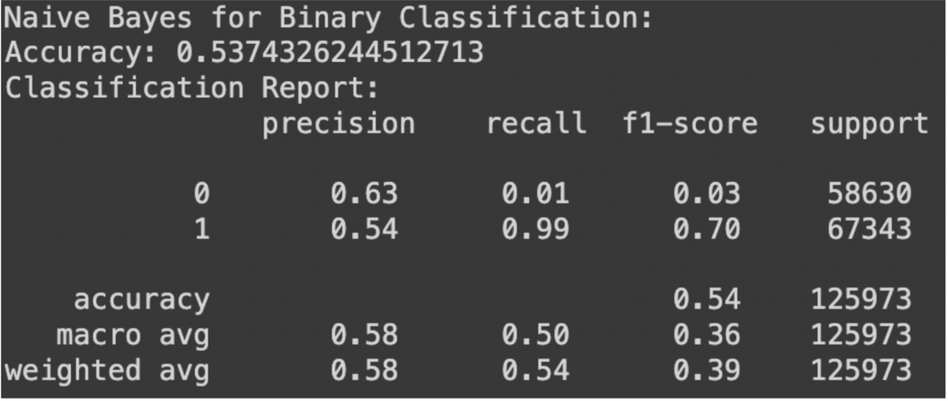 Naive Bayes for Binary Classification:
Accuracy: 0.5374326244512713
Classification Report:
precision recall f1-score support
0 0.63 0.01 0.03 58630
1 0.54 0.99 0.70 67343
accuracy 0.54 125973
macro avg 0.58 0.50 0.36 125973
weighted avg 0.58 0.54 0.39 125973